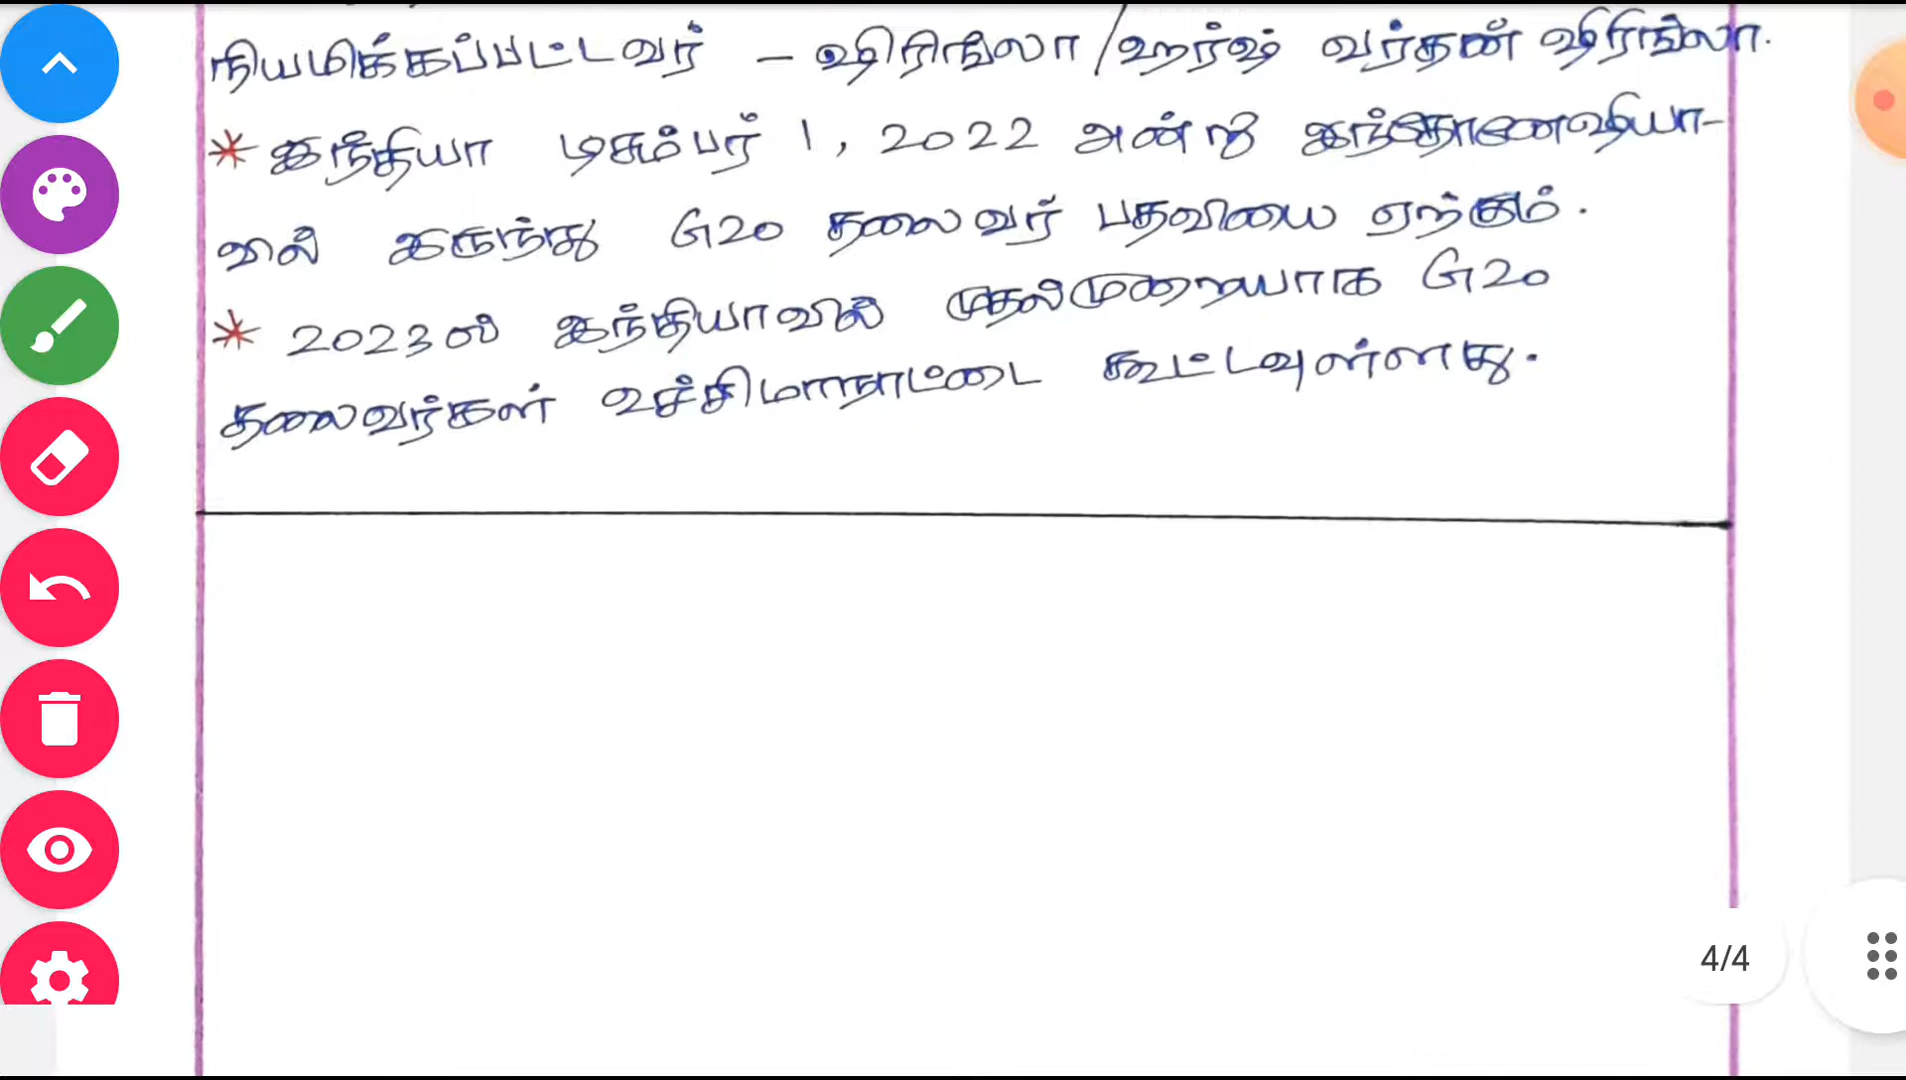 நியமிக்கப்பட்டவர் - ஷ்ரிங்லா / ஹர்ஷ் வர்தன் ஷ்ரிங்லா.
* இந்தியா டிசம்பர் 1, 2022 அன்று இந்தோனேஷியா-
வில் இருந்து G20 தலைவர் பதவியை ஏற்கும்.
* 2023ல் இந்தியாவில் முதல்முறையாக G20
தலைவர்கள் உச்சிமாநாட்டை கூட்டவுள்ளது.
4/4